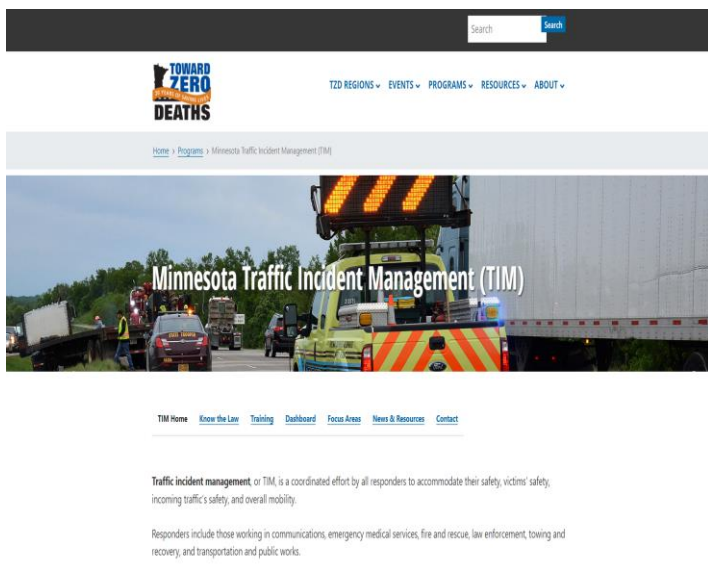 Search
Search
TOWARD
ZERO
DEATHS
TZD REGIONS
EVENTS
PROGRAMS
RESOURCES
ABOUT
Home › Programs › Minnesota Traffic Incident Management (TIM)
Minnesota Traffic Incident Management (TIM)
STATE TROOPER
TIM Home Know the Law Training Dashboard Focus Areas News & Resources Contact
Traffic incident management, or TIM, is a coordinated effort by all responders to accommodate their safety, victims' safety,
incoming traffic's safety, and overall mobility.
Responders include those working in communications, emergency medical services, fire and rescue, law enforcement, towing and
recovery, and transportation and public works.